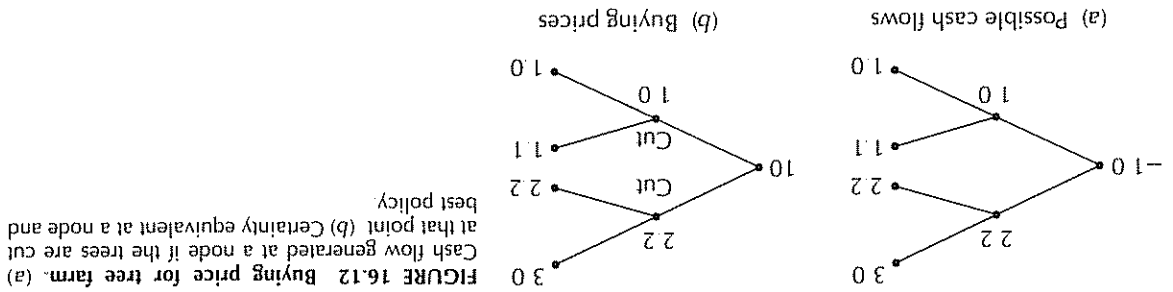 3 0
2 2
2.2
−1 0
1.1
1 0
1.0
(a) Possible cash flows
3 0
2.2
Cut
2.2
10
Cut
1.1
1 0
1.0
(b) Buying prices
FIGURE 16.12 Buying price for tree farm. (a)
Cash flow generated at a node if the trees are cut
at that point (b) Certainty equivalent at a node and
best policy.